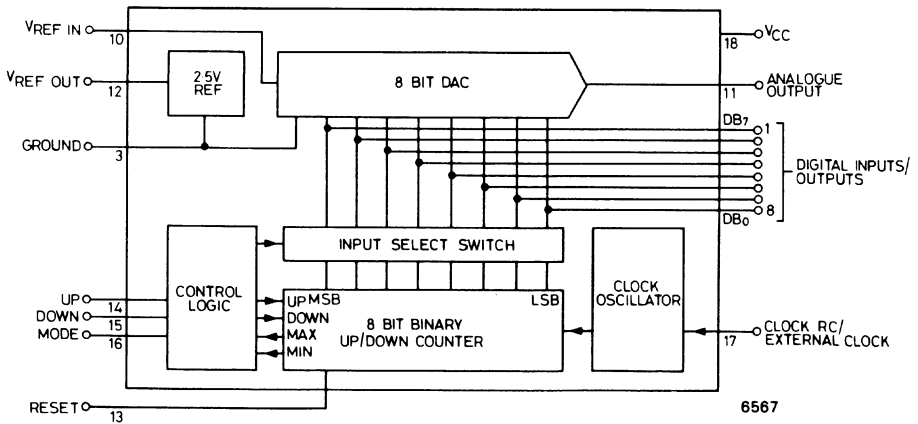 VREF IN
10
VREF OUT
12
2·5V
REF
8 BIT DAC
18
VCC
11
ANALOGUE
OUTPUT
GROUND
3
DB7
1
DIGITAL INPUTS/
OUTPUTS
8
DB0
INPUT SELECT SWITCH
CONTROL
LOGIC
UP
14
DOWN
15
MODE
16
UP
MSB
LSB
DOWN
MAX
MIN
8 BIT BINARY
UP/DOWN COUNTER
CLOCK
OSCILLATOR
17
CLOCK RC/
EXTERNAL CLOCK
RESET
13
6567